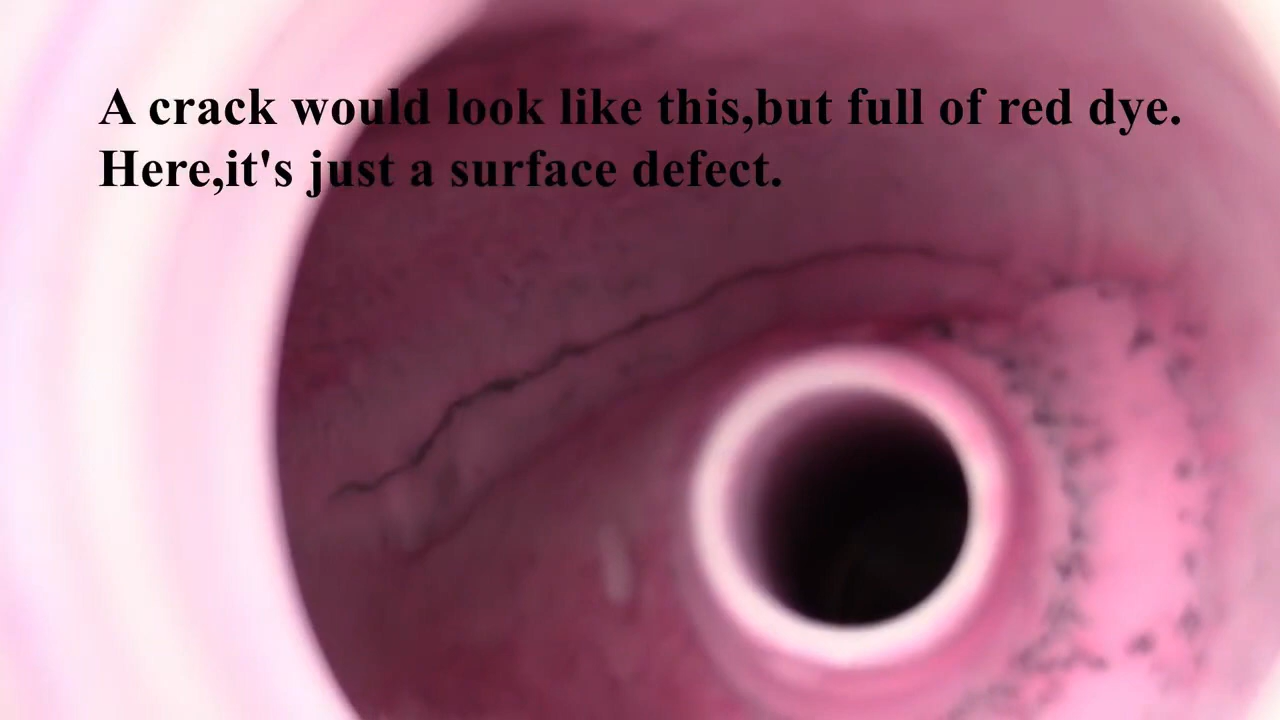 A crack would look like this,but full of red dye.
Here,it's just a surface defect.